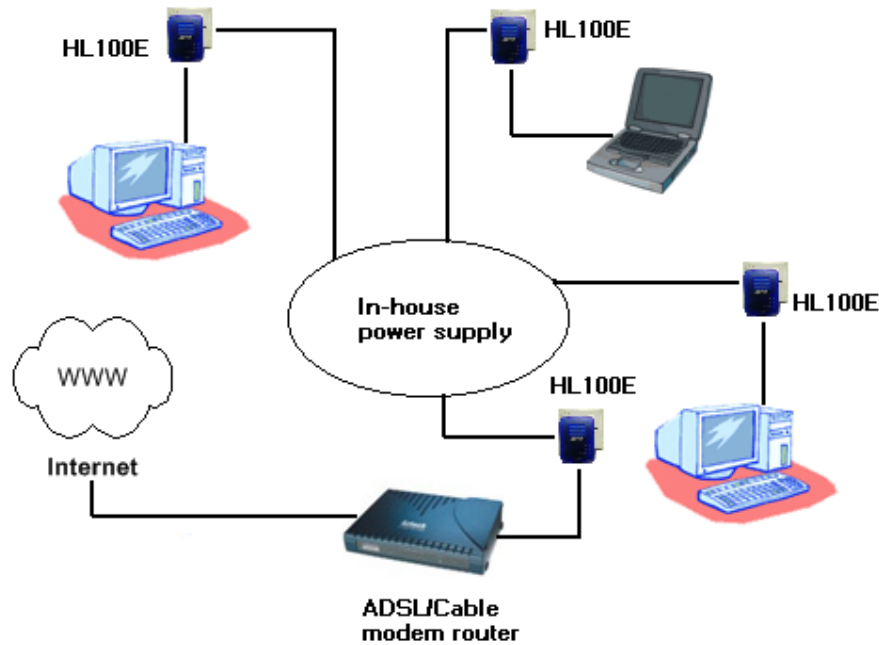 HL100E
HL100E
In-house
power supply
HL100E
WWW
HL100E
Internet
ADSL/Cable
modem router